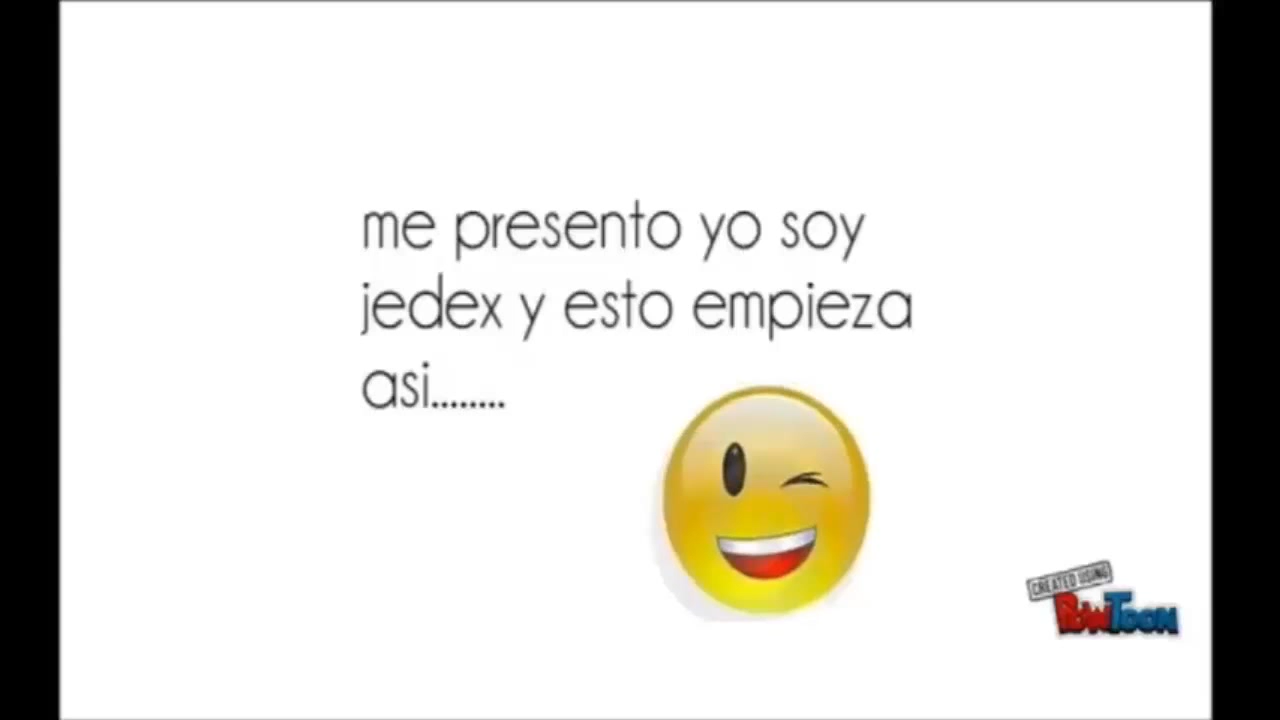 me presento yo soy
jedex y esto empieza
asi........
CREATED USING
PowToon